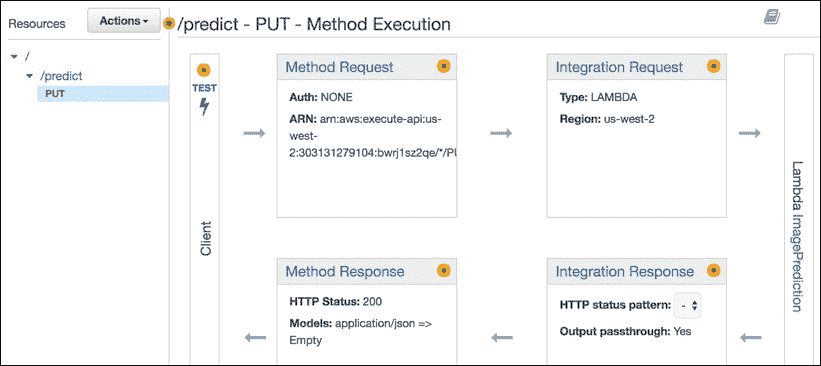 Resources
Actions
/predict - PUT - Method Execution
/
/predict
PUT
TEST
Client
Method Request
Auth: NONE
ARN: arn:aws:execute-api:us-
west-
2:303131279104:bwrj1sz2qe/*/PU
Integration Request
Type: LAMBDA
Region: us-west-2
Lambda ImagePrediction
Method Response
HTTP Status: 200
Models: application/json =>
Empty
Integration Response
HTTP status pattern: -
Output passthrough: Yes